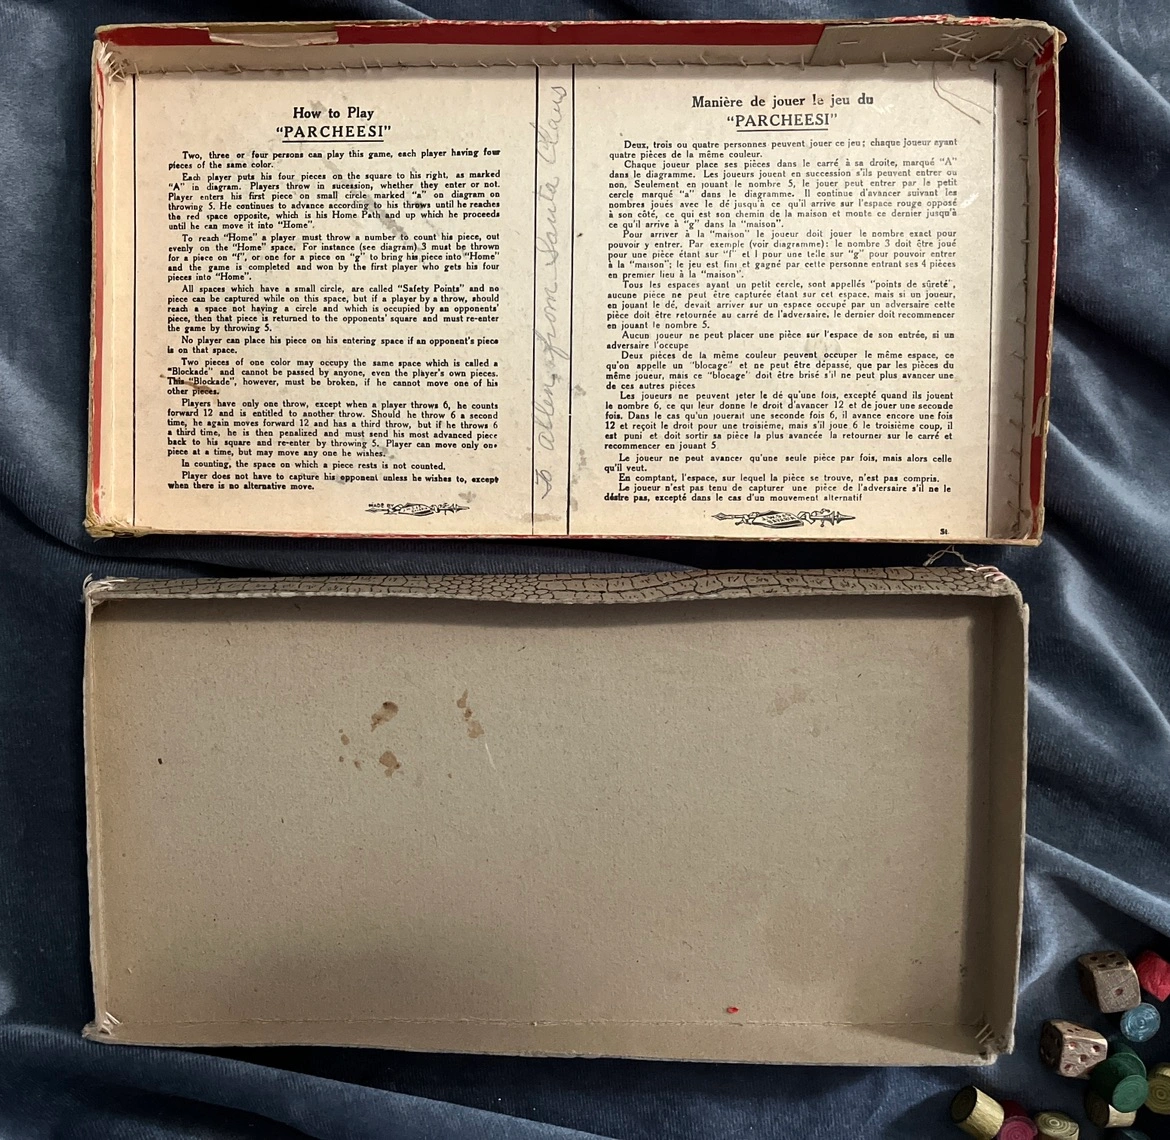 How to Play
“PARCHEESI”
Two, three or four persons can play this game, each player having four
pieces of the same color.
Each player puts his four pieces on the square to his right, as marked
“A” in diagram. Players throw in sucession, whether they enter or not.
Player enters his first piece on small circle marked “a” on diagram on
throwing 5. He continues to advance according to his throws until he reaches
the red space opposite, which is his Home Path and up which he proceeds
until he can move it into “Home”.
To reach “Home” a player must throw a number to count his piece, out
evenly on the “Home” space. For instance (see diagram) 3 must be thrown
for a piece on “f”, or one for a piece on “g” to bring his piece into “Home”
and the game is completed and won by the first player who gets his four
pieces into “Home”.
All spaces which have a small circle, are called “Safety Points” and no
piece can be captured while on this space, but if a player by a throw, should
reach a space not having a circle and which is occupied by an opponents’
piece, then that piece is returned to the opponents’ square and must re-enter
the game by throwing 5.
No player can place his piece on his entering space if an opponent’s piece
is on that space.
Two pieces of one color may occupy the same space which is called a
“Blockade” and cannot be passed by anyone, even the player’s own pieces.
This “Blockade”, however, must be broken, if he cannot move one of his
other pieces.
Players have only one throw, except when a player throws 6, he counts
forward 12 and is entitled to another throw. Should he throw 6 a second
time, he again moves forward 12 and has a third throw, but if he throws 6
a third time, he is then penalized and must send his most advanced piece
back to his square and re-enter by throwing 5. Player can move only one
piece at a time, but may move any one he wishes.
In counting, the space on which a piece rests is not counted.
Player does not have to capture his opponent unless he wishes to, except
when there is no alternative move.
MADE BY
To Allen from Santa Claus
Manière de jouer le jeu du
“PARCHEESI”
Deux, trois ou quatre personnes peuvent jouer ce jeu; chaque joueur ayant
quatre pièces de la même couleur.
Chaque joueur place ses pièces dans le carré à sa droite, marqué “A”
dans le diagramme. Les joueurs jouent en succession s'ils peuvent entrer ou
non. Seulement en jouant le nombre 5, le jouer peut entrer par le petit
cercle marqué “a” dans le diagramme. Il continue d'avancer suivant les
nombres joués avec le dé jusqu'à ce qu'il arrive sur l'espace rouge opposé
à son côté, ce qui est son chemin de la maison et monte ce dernier jusqu'à
ce qu'il arrive à “g” dans la "maison".
Pour arriver à la "maison" le joueur doit jouer le nombre exact pour
pouvoir y entrer. Par exemple (voir diagramme): le nombre 3 doit être joué
pour une pièce étant sur “f” et 1 pour une telle sur “g” pour pouvoir entrer
à la "maison"; le jeu est fini et gagné par cette personne entrant ses 4 pièces
en premier lieu à la "maison".
Tous les espaces ayant un petit cercle, sont appellés "points de sûreté",
aucune pièce ne peut être capturée étant sur cet espace, mais si un joueur,
en jouant le dé, devait arriver sur un espace occupé par un adversaire cette
pièce doit être retournée au carré de l'adversaire, le dernier doit recommencer
en jouant le nombre 5.
Aucun joueur ne peut placer une pièce sur l'espace de son entrée, si un
adversaire l'occupe
Deux pièces de la même couleur peuvent occuper le même espace, ce
qu'on appelle un "blocage" et ne peut être dépassé, que par les pièces du
même joueur, mais ce "blocage" doit être brisé s'il ne peut plus avancer une
de ces autres pièces
Les joueurs ne peuvent jeter le dé qu'une fois, excepté quand ils jouent
le nombre 6, ce qui leur donne le droit d'avancer 12 et de jouer une seconde
fois. Dans le cas qu'un jouerait une seconde fois 6, il avance encore une fois
12 et reçoit le droit pour une troisième, mais s'il joue 6 le troisième coup, il
est puni et doit sortir sa pièce la plus avancée la retourner sur le carré et
recommencer en jouant 5
Le joueur ne peut avancer qu'une seule pièce par fois, mais alors celle
qu'il veut.
En comptant, l'espace, sur lequel la pièce se trouve, n'est pas compris.
Le joueur n'est pas tenu de capturer une pièce de l'adversaire s'il ne le
désire pas, excepté dans le cas d'un mouvement alternatif